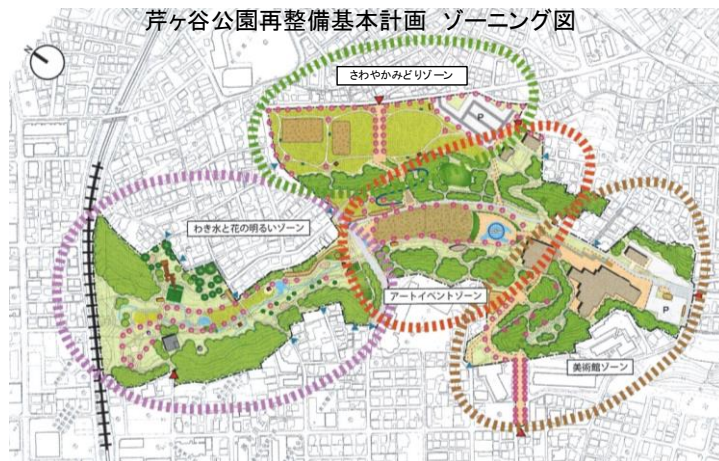 芹ヶ谷公園再整備基本計画 ゾーニング図
N
さわやかみどりゾーン
P
わき水と花の明るいゾーン
アートイベントゾーン
P
美術館ゾーン